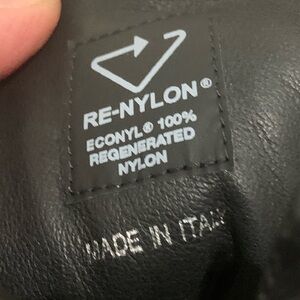 RE-NYLON®
ECONYL® 100%
REGENERATED
NYLON
MADE IN ITALY